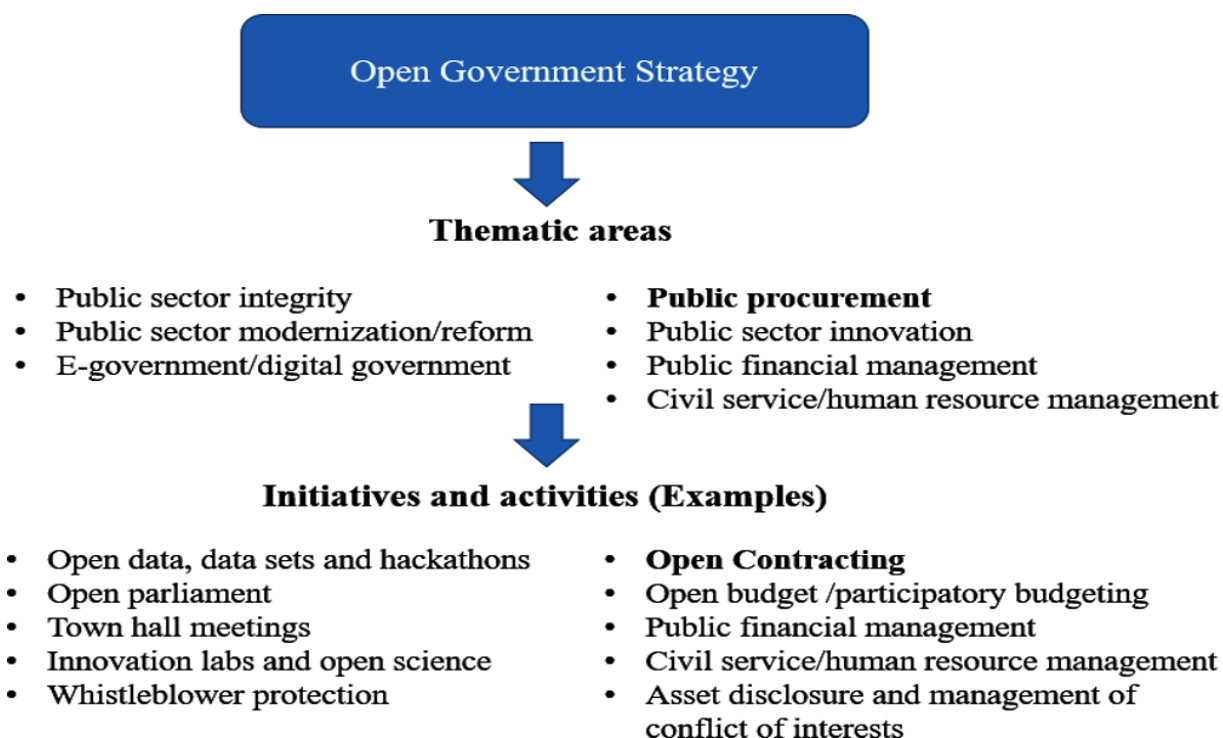 Open Government Strategy
Thematic areas
• Public sector integrity
• Public sector modernization/reform
• E-government/digital government
• Public procurement
• Public sector innovation
• Public financial management
• Civil service/human resource management
Initiatives and activities (Examples)
• Open data, data sets and hackathons
• Open parliament
• Town hall meetings
• Innovation labs and open science
• Whistleblower protection
• Open Contracting
• Open budget /participatory budgeting
• Public financial management
• Civil service/human resource management
• Asset disclosure and management of
conflict of interests